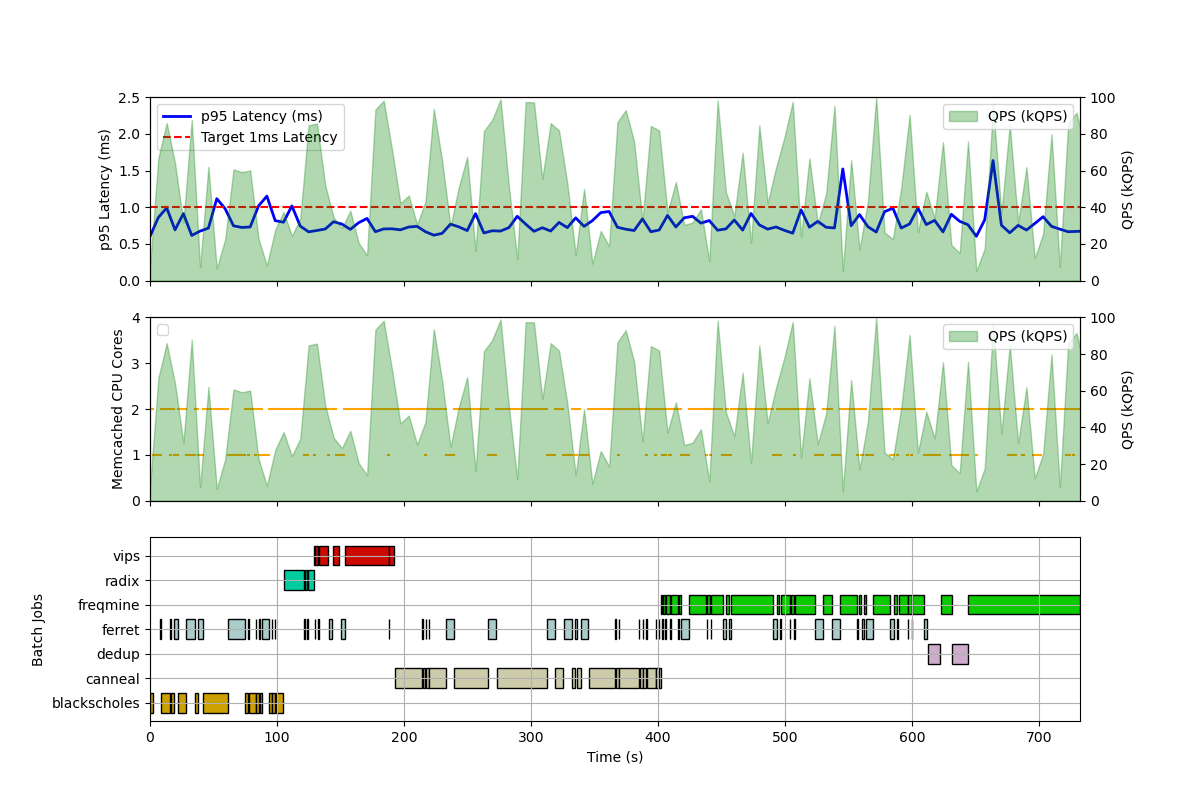 2.5
2.0
1.5
1.0
0.5
0.0
p95 Latency (ms)
p95 Latency (ms)
Target 1ms Latency
QPS (kQPS)
100
80
60
40
20
0
QPS (kQPS)
4
3
2
1
0
Memcached CPU Cores
QPS (kQPS)
100
80
60
40
20
0
QPS (kQPS)
vips
radix
freqmine
ferret
dedup
canneal
blackscholes
Batch Jobs
0 100 200 300 400 500 600 700
Time (s)